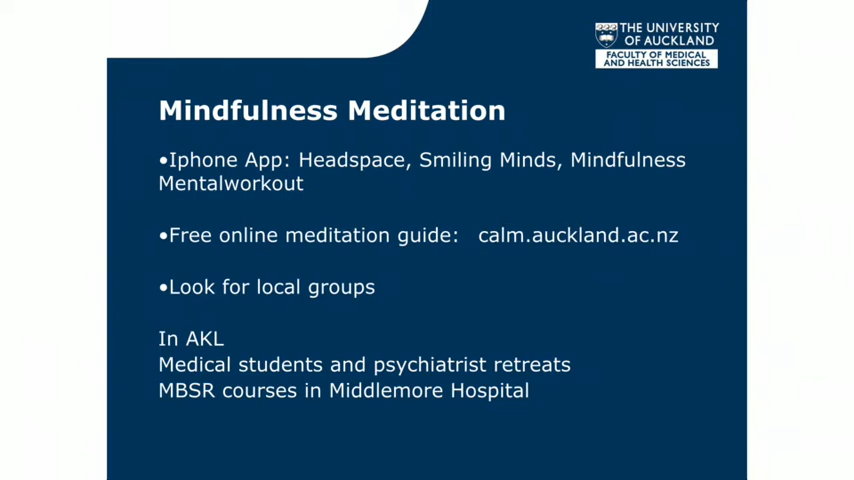 THE UNIVERSITY
OF AUCKLAND
FACULTY OF MEDICAL
AND HEALTH SCIENCES
Mindfulness Meditation
•Iphone App: Headspace, Smiling Minds, Mindfulness
Mentalworkout
•Free online meditation guide: calm.auckland.ac.nz
•Look for local groups
In AKL
Medical students and psychiatrist retreats
MBSR courses in Middlemore Hospital